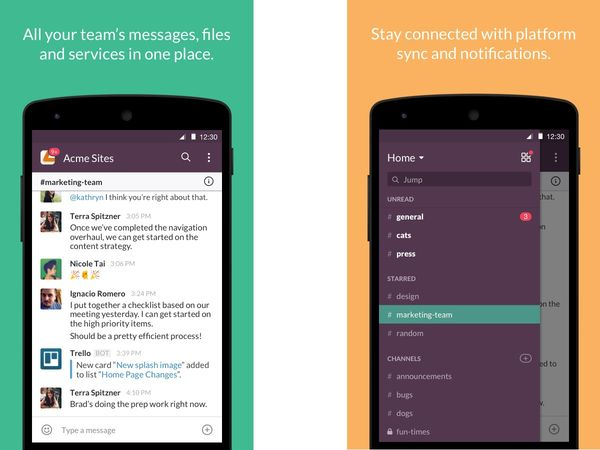 All your team's messages, files
and services in one place.
12:30
9+
Acme Sites
#marketing-team
@kathryn I think you're right about that.
Terra Spitzner 3:05 PM
Once we've completed the navigation
overhaul, we can get started on the
content strategy.
Nicole Tai 3:06 PM
Ignacio Romero 3:24 PM
I put together a checklist based on our
meeting yesterday. I can get started on
the high priority items.
Should be a pretty efficient process!
Trello BOT 3:39 PM
New card "New splash image" added
to list "Home Page Changes".
Terra Spitzner 4:10 PM
Brad's doing the prep work right now.
Type a message
Stay connected with platform
sync and notifications.
12:30
Home
Jump
UNREAD
# general 3
# cats
# press
STARRED
# design
# marketing-team
# random
CHANNELS
# announcements
# bugs
# dogs
fun-times
that.
on the
ed to
w.